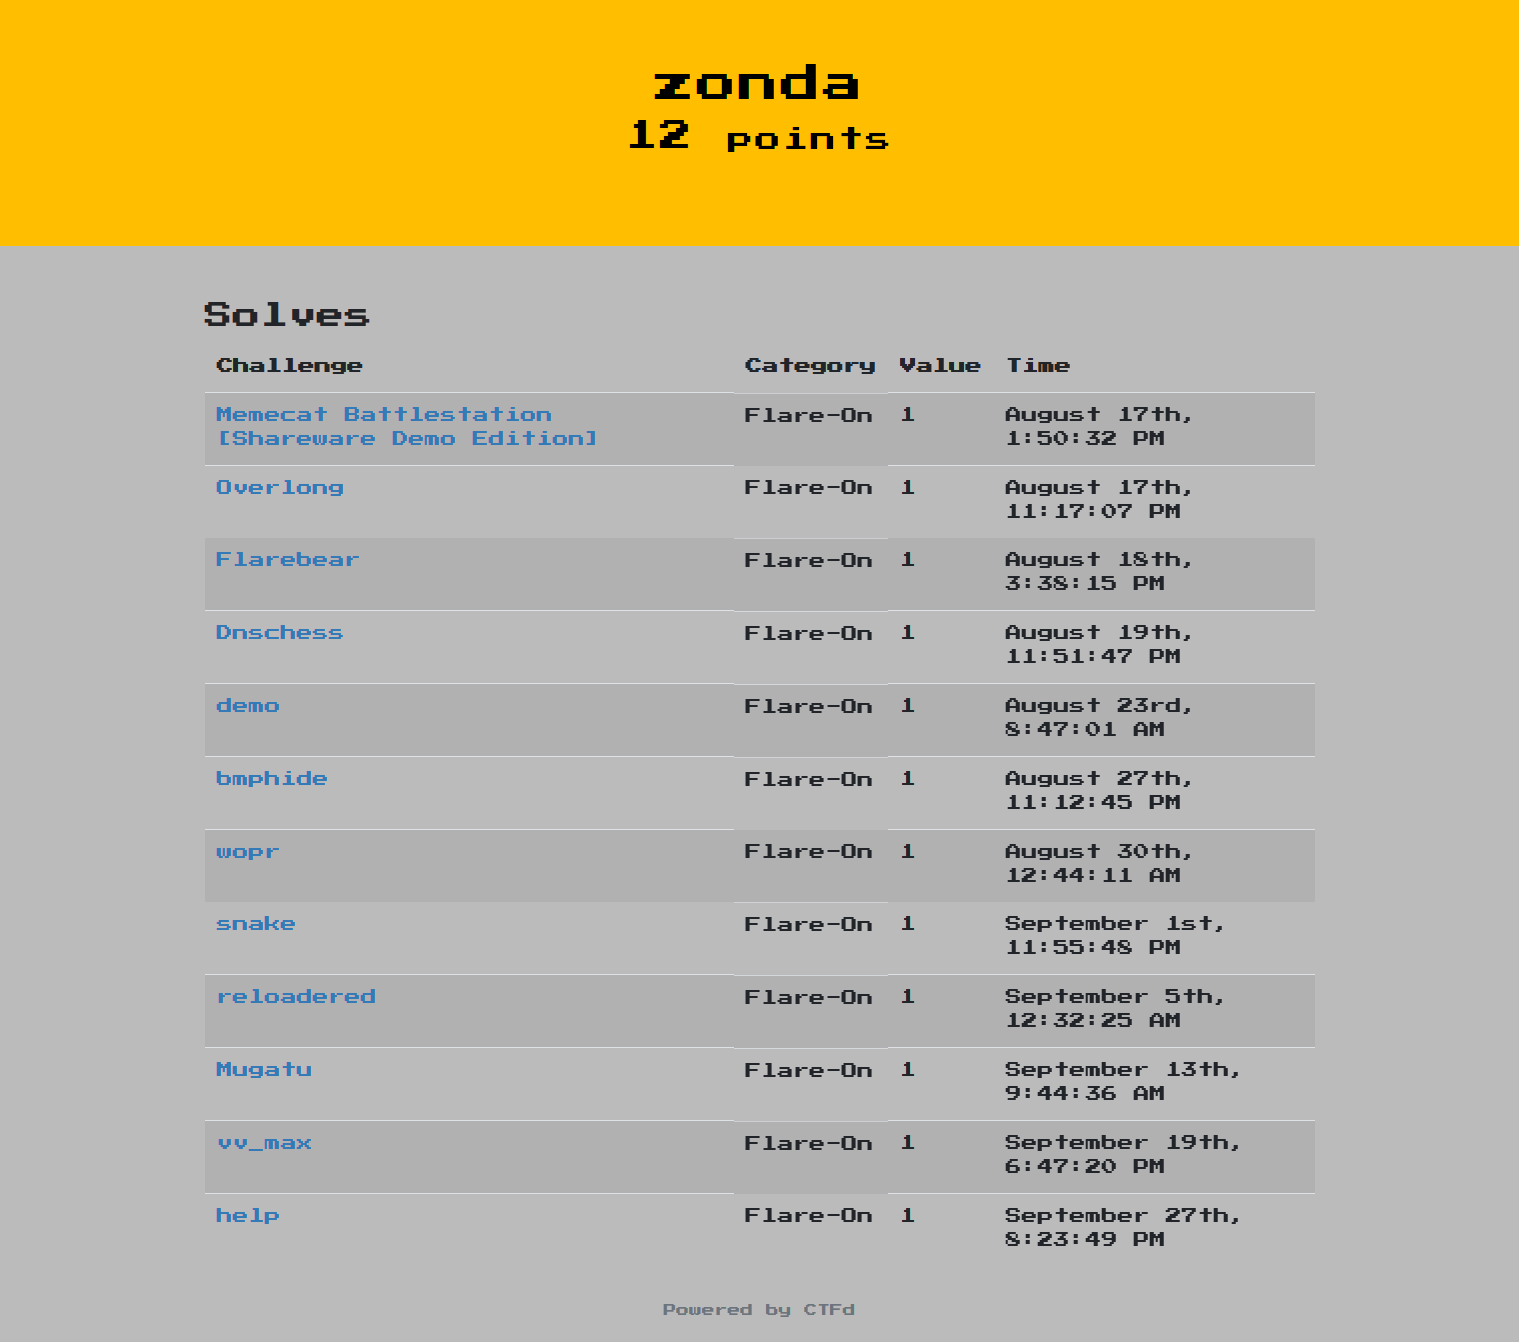 zonda
12 points
Solves
Challenge Category Value Time
Memecat Battlestation Flare-On 1 August 17th,
[Shareware Demo Edition] 1:50:32 PM
Overlong Flare-On 1 August 17th,
11:17:07 PM
Flarebear Flare-On 1 August 18th,
3:38:15 PM
Dnschess Flare-On 1 August 19th,
11:51:47 PM
demo Flare-On 1 August 23rd,
8:47:01 AM
bmphide Flare-On 1 August 27th,
11:12:45 PM
wopr Flare-On 1 August 30th,
12:44:11 AM
snake Flare-On 1 September 1st,
11:55:48 PM
reloadered Flare-On 1 September 5th,
12:32:25 AM
Mugatu Flare-On 1 September 13th,
9:44:36 AM
vv_max Flare-On 1 September 19th,
6:47:20 PM
help Flare-On 1 September 27th,
8:23:49 PM
Powered by CTFd